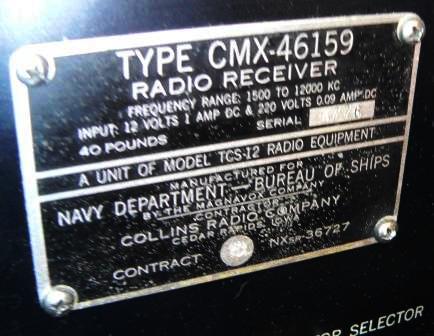 TYPE CMX-46159
RADIO RECEIVER
FREQUENCY RANGE: 1500 TO 12000 KC
INPUT: 12 VOLTS 1 AMP DC & 220 VOLTS 0.09 AMP DC
40 POUNDS SERIAL
A UNIT OF MODEL TCS-12 RADIO EQUIPMENT
MANUFACTURED FOR
NAVY DEPARTMENT — BUREAU OF SHIPS
BY THE MAGNAVOX COMPANY
CONTRACTOR
COLLINS RADIO COMPANY
CEDAR RAPIDS, IOWA
CONTRACT NXsr-36727
OR SELECTOR